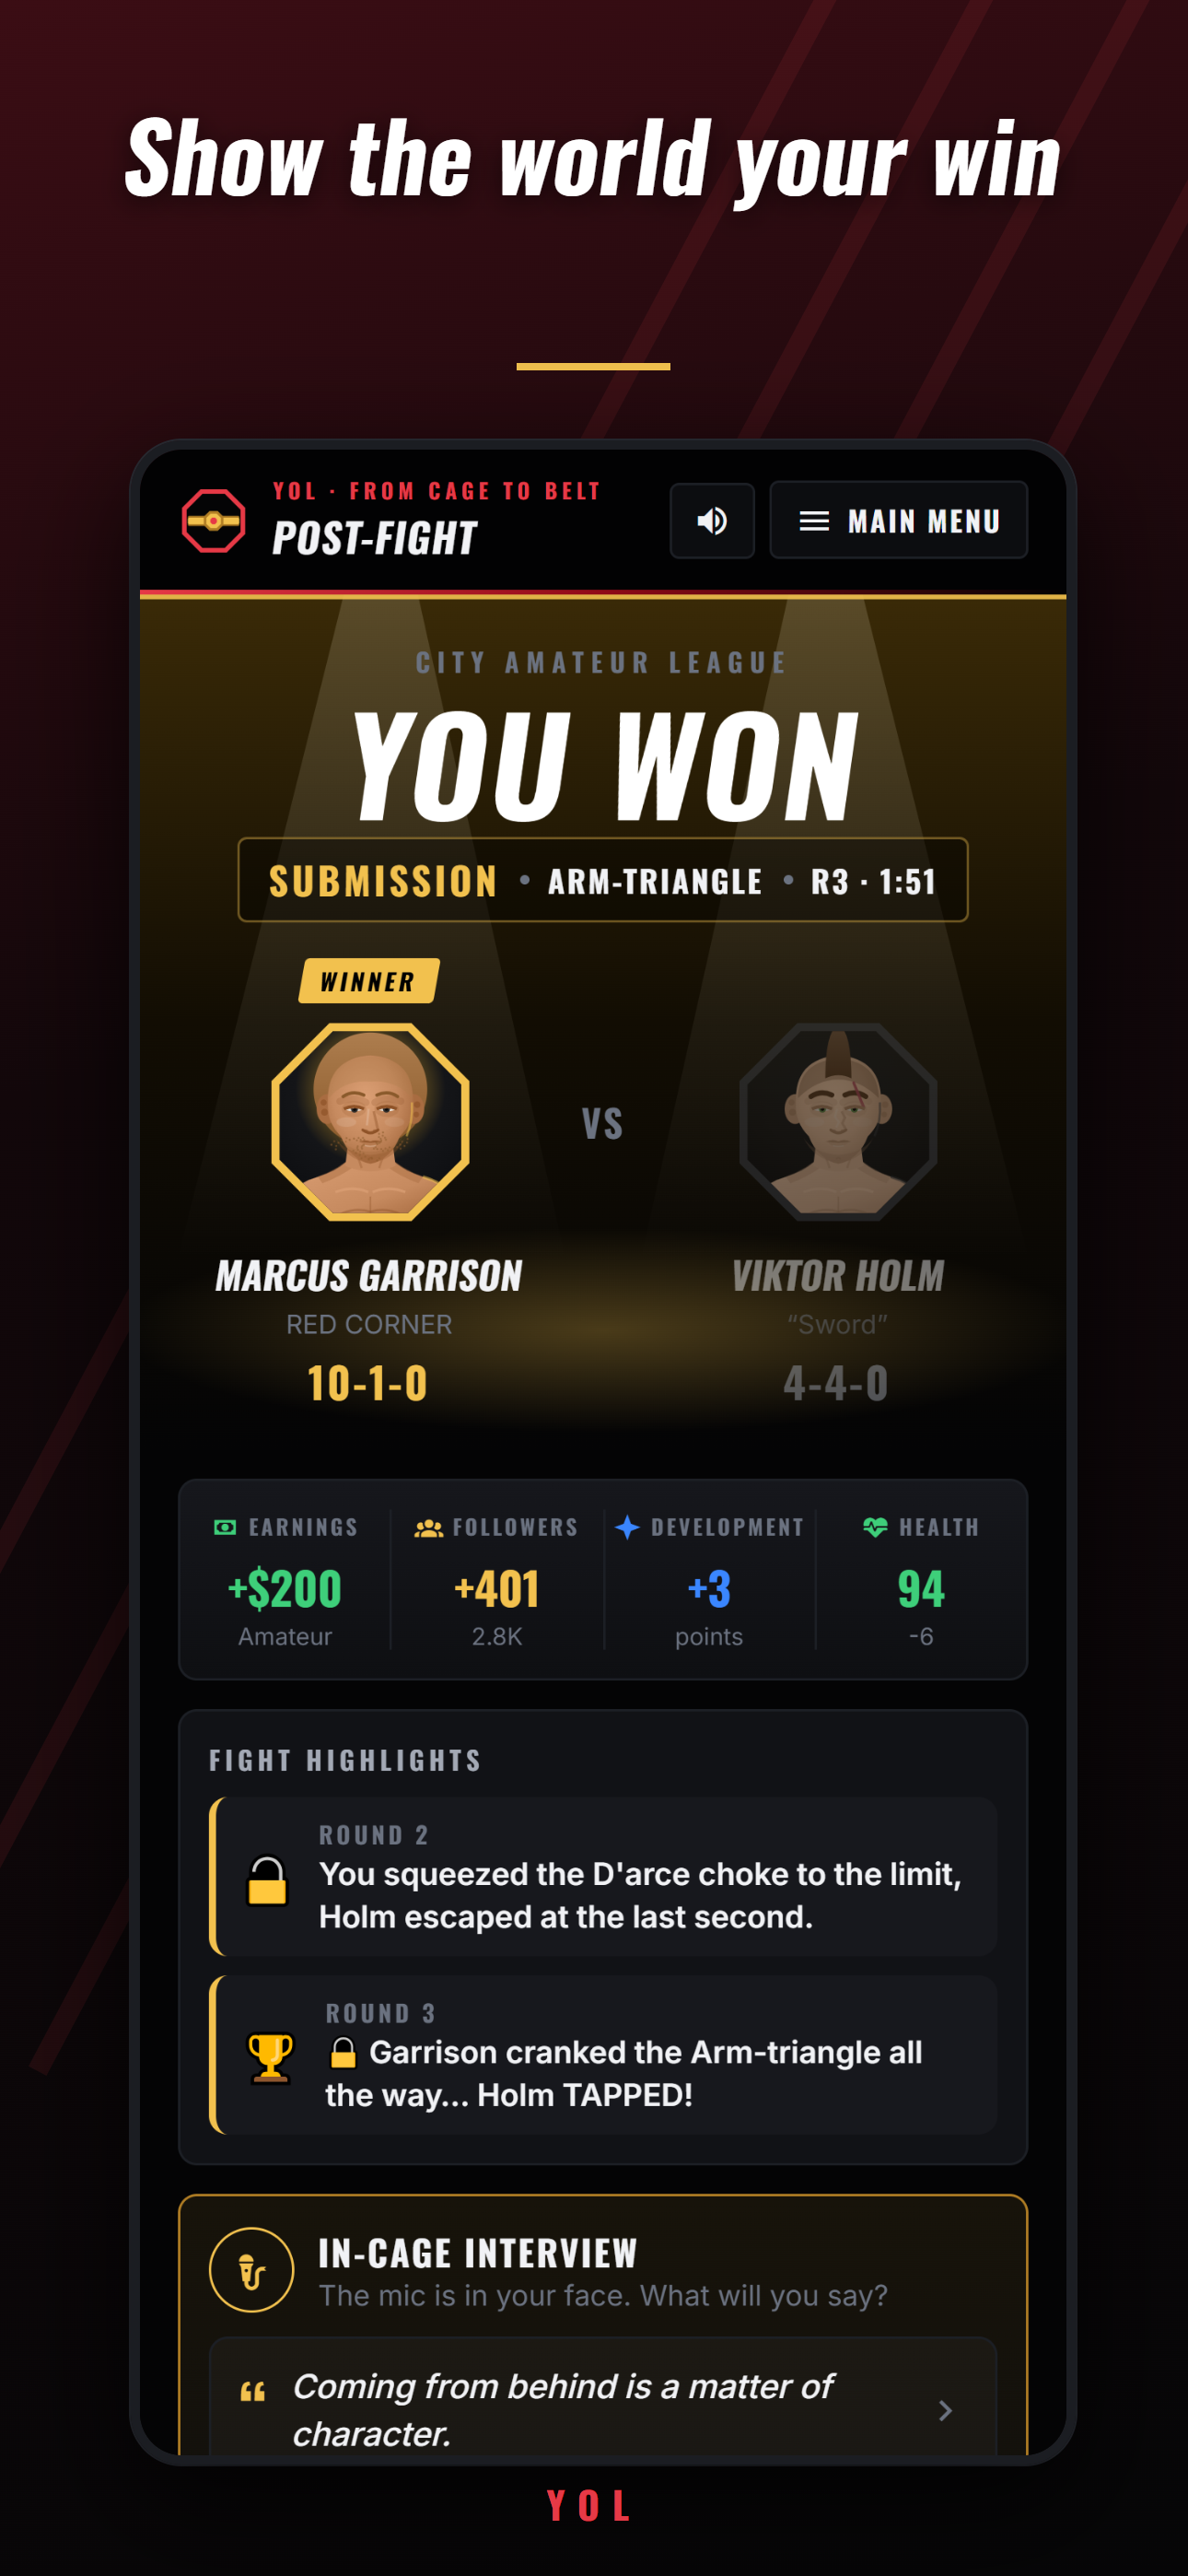 Show the world your win
YOL · FROM CAGE TO BELT
POST-FIGHT
MAIN MENU
CITY AMATEUR LEAGUE
YOU WON
SUBMISSION • ARM-TRIANGLE • R3 · 1:51
WINNER
VS
MARCUS GARRISON
RED CORNER
10-1-0
VIKTOR HOLM
“Sword”
4-4-0
EARNINGS
+$200
Amateur
FOLLOWERS
+401
2.8K
DEVELOPMENT
+3
points
HEALTH
94
-6
FIGHT HIGHLIGHTS
ROUND 2
You squeezed the D'arce choke to the limit,
Holm escaped at the last second.
ROUND 3
🔒 Garrison cranked the Arm-triangle all
the way... Holm TAPPED!
IN-CAGE INTERVIEW
The mic is in your face. What will you say?
“ Coming from behind is a matter of
character.
YOL